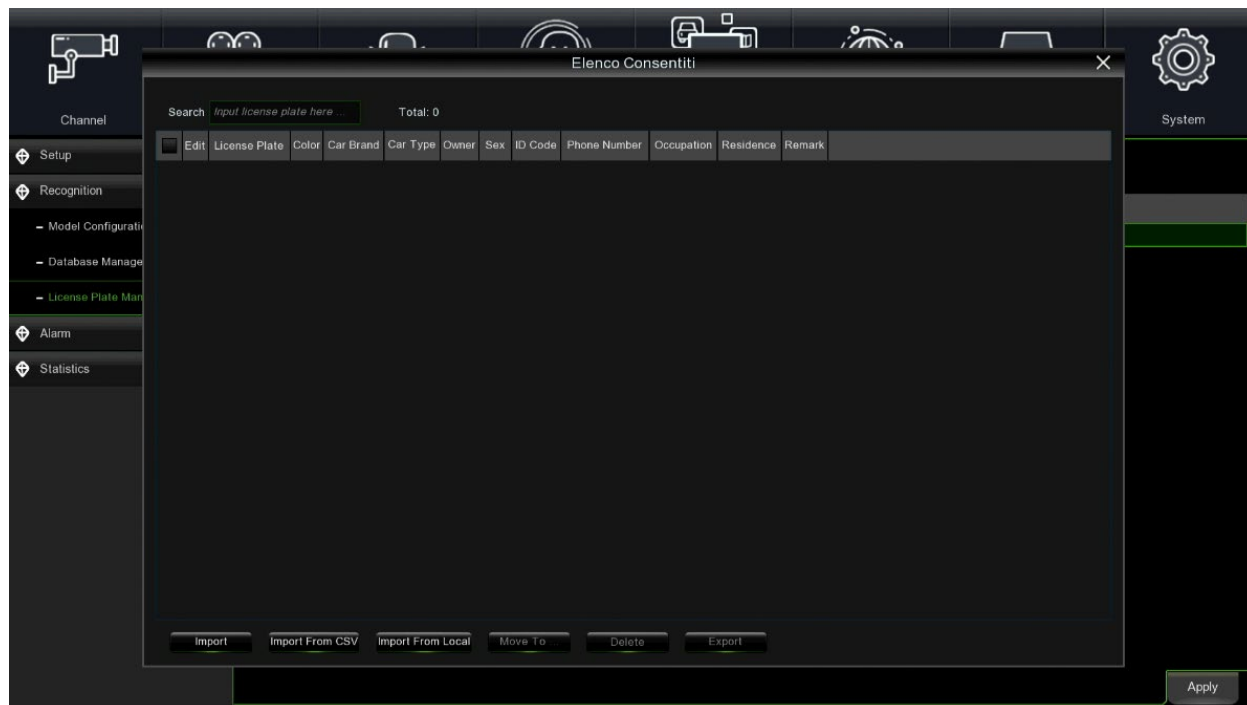 Elenco Consentiti
Channel
System
Search Input license plate here ... Total: 0
Edit License Plate Color Car Brand Car Type Owner Sex ID Code Phone Number Occupation Residence Remark
Setup
Recognition
Model Configurati
Database Manage
License Plate Man
Alarm
Statistics
Import Import From CSV Import From Local Move To ... Delete Export
Apply